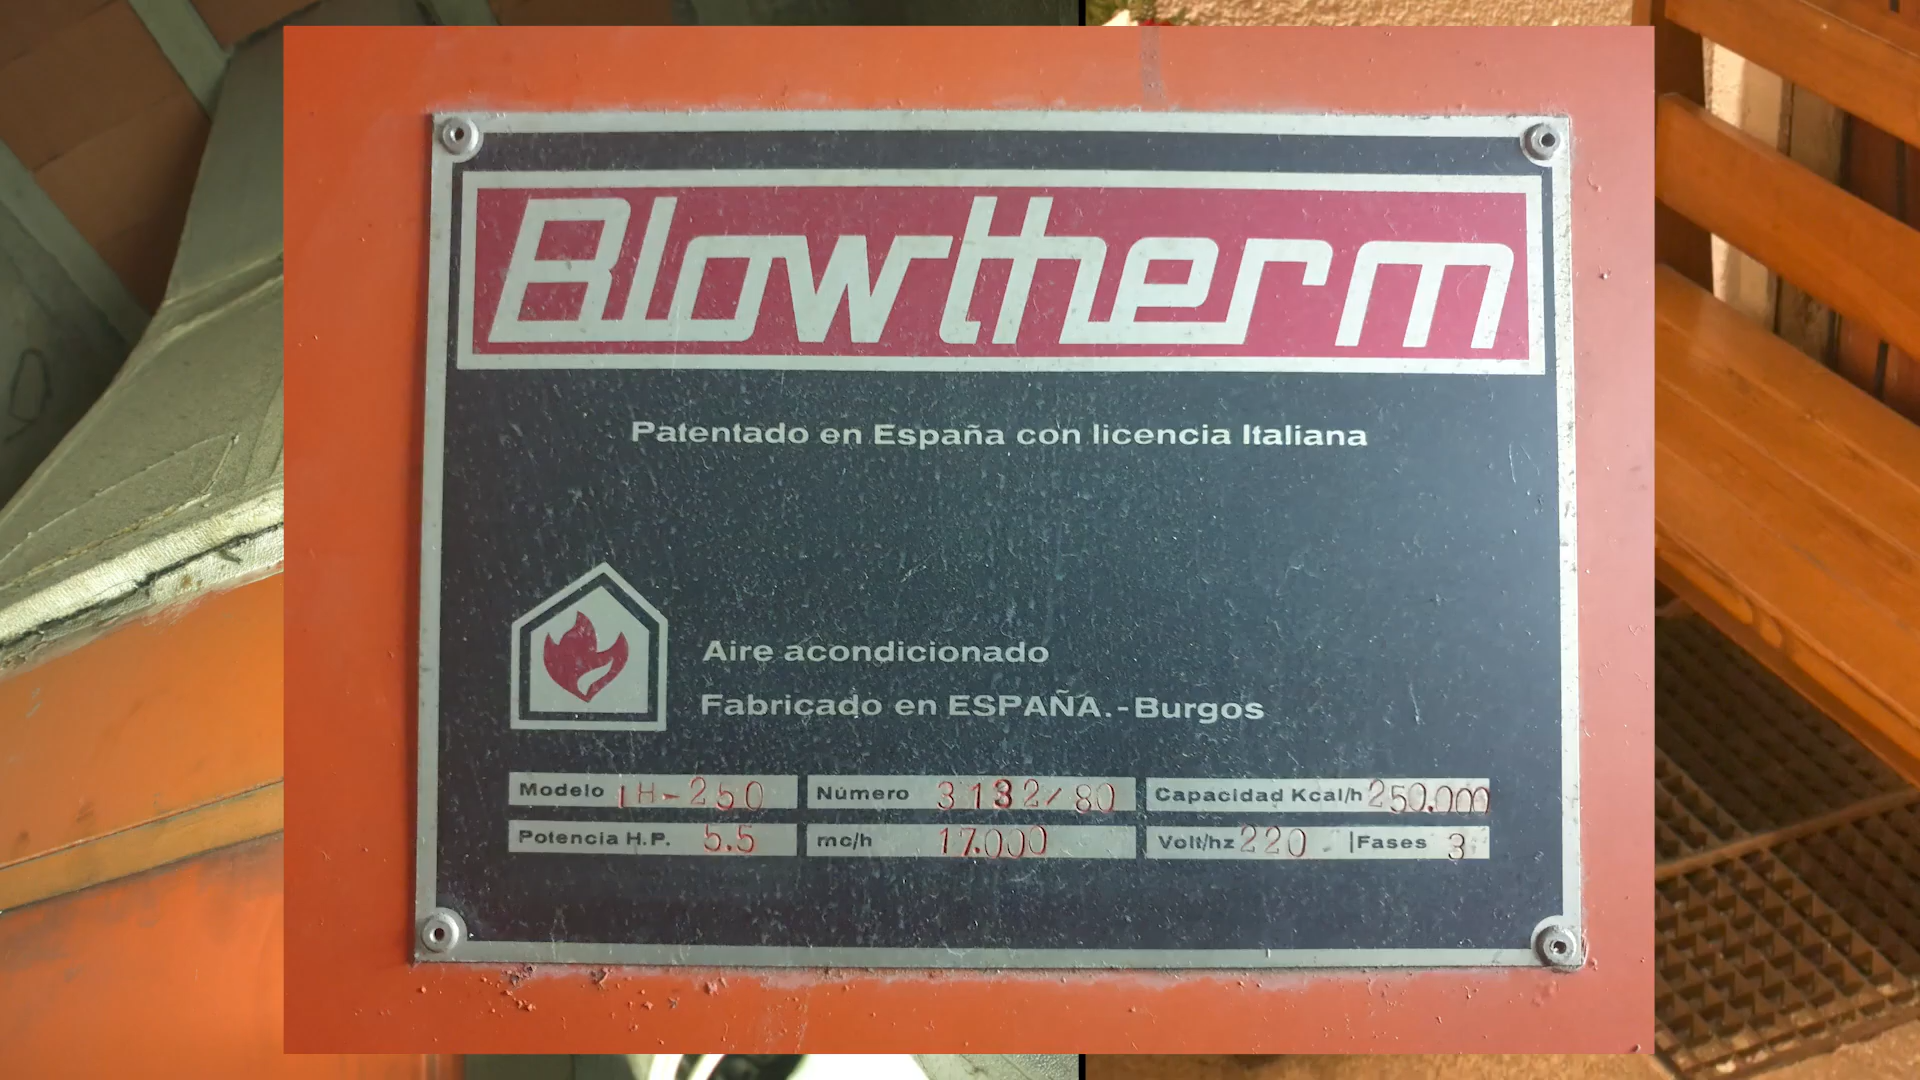 Blowtherm
Patentado en España con licencia Italiana
Aire acondicionado
Fabricado en ESPAÑA.-Burgos
Modelo IH-250 Número 3132/80 Capacidad Kcal/h 250.000
Potencia H.P. 5.5 mc/h 17.000 Volt/hz 220 - Fases 3